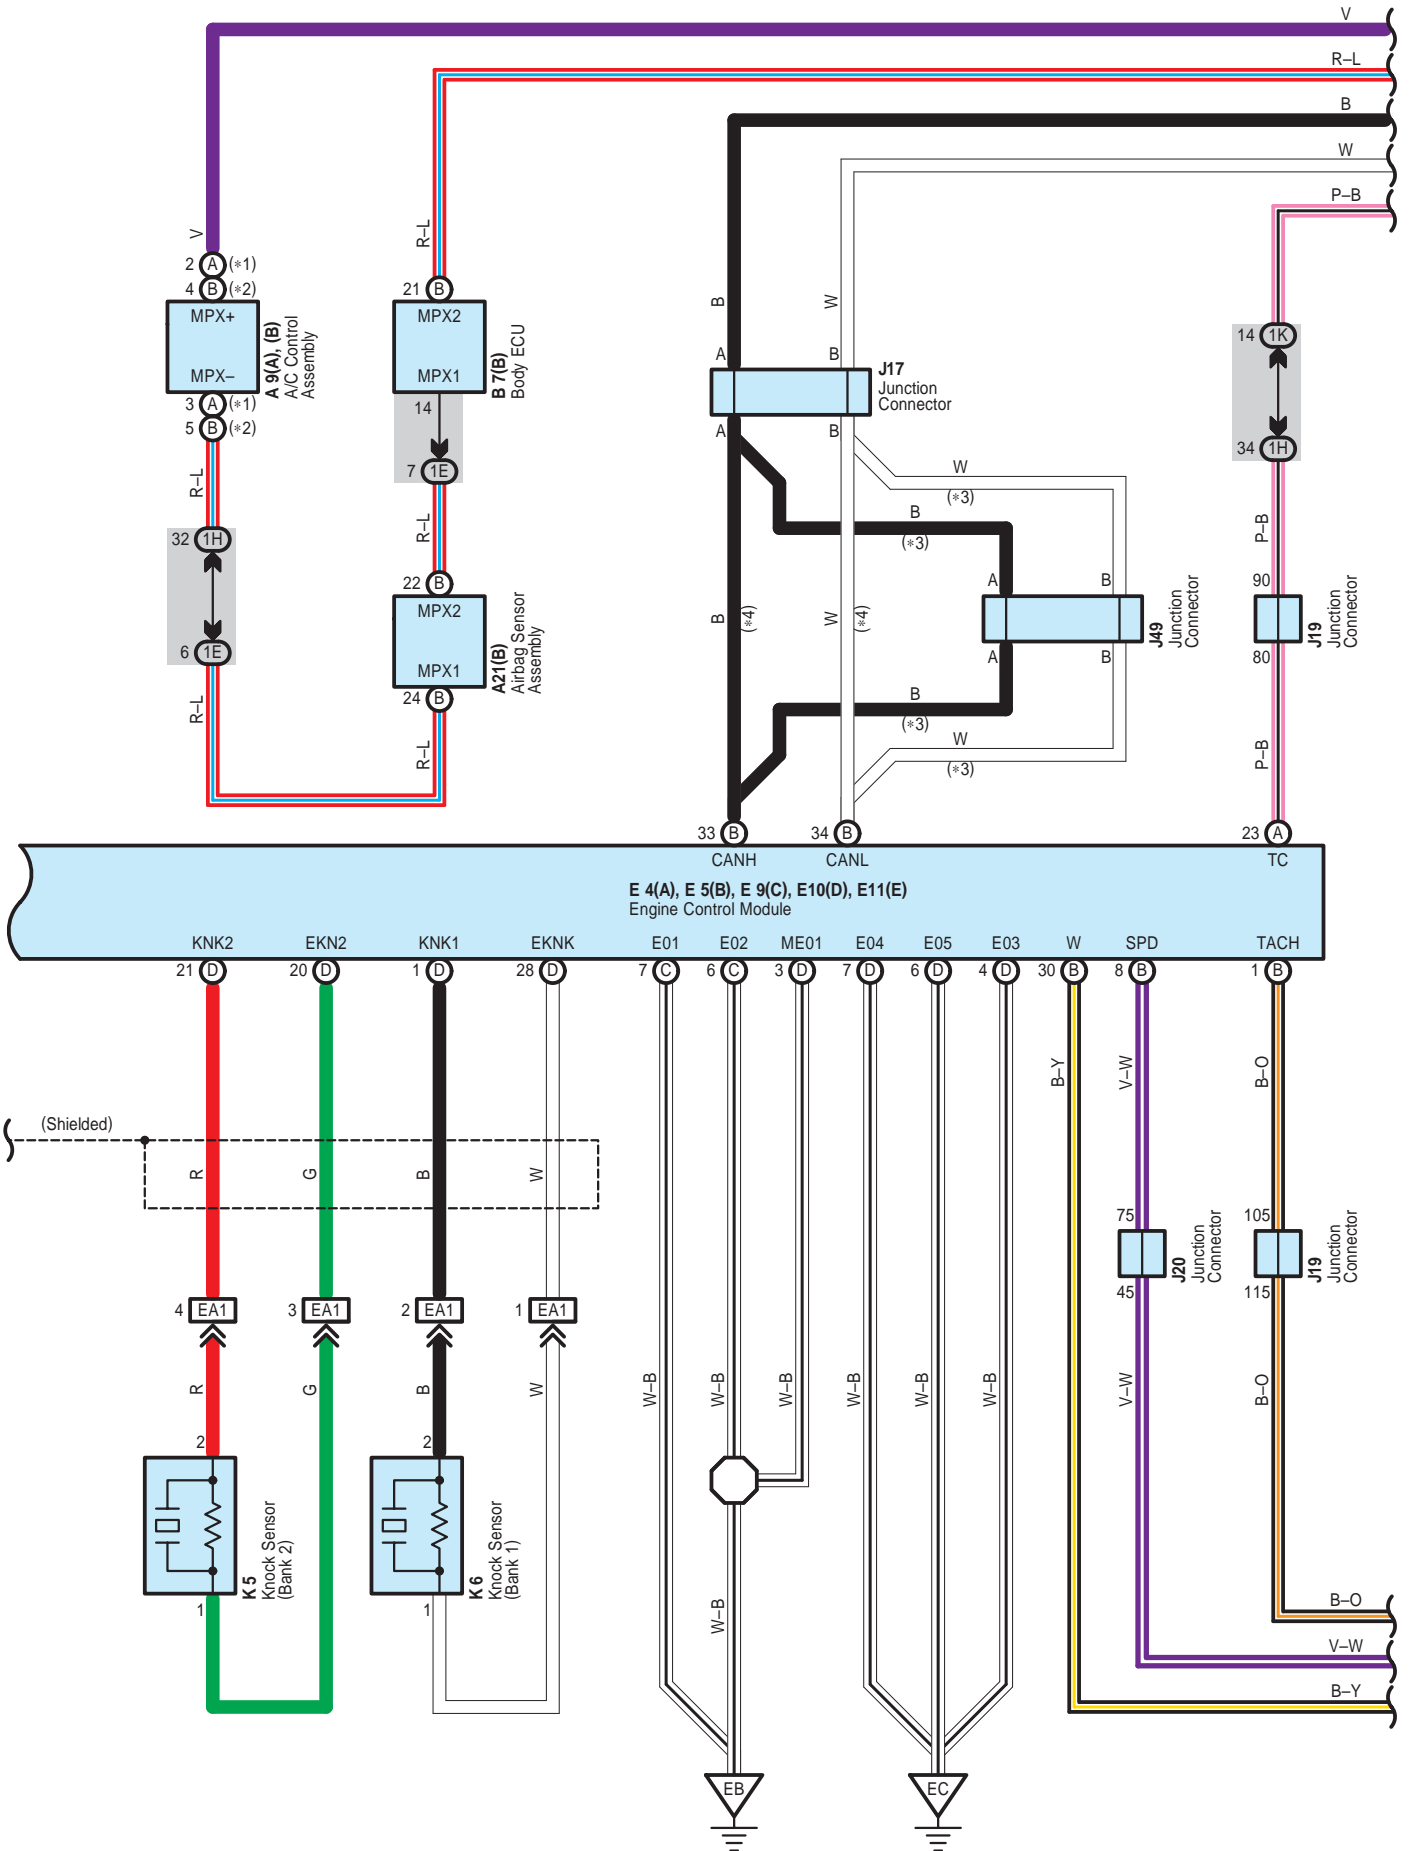 V
R–L
B
W
P–B
V
R–L
2 A (∗1)
4 B (∗2)
21 B
B
W
MPX+
MPX–
A 9(A), (B)
A/C Control
Assembly
MPX2
MPX1
B 7(B)
Body ECU
14 1K
A
B
J17
Junction
Connector
3 A (∗1)
5 B (∗2)
14
7 1E
A
B
34 1H
R–L
R–L
W
(∗3)
B
(∗3)
P–B
32 1H
22 B
A
B
90
6 1E
MPX2
MPX1
A21(B)
Airbag Sensor
Assembly
B
(∗4)
W
(∗4)
J49
Junction
Connector
J19
Junction
Connector
A
B
80
24 B
R–L
R–L
B
(∗3)
W
(∗3)
P–B
33 B
34 B
23 A
CANH
CANL
TC
E 4(A), E 5(B), E 9(C), E10(D), E11(E)
Engine Control Module
KNK2
EKN2
KNK1
EKNK
E01
E02
ME01
E04
E05
E03
W
SPD
TACH
21 D
20 D
1 D
28 D
7 C
6 C
3 D
7 D
6 D
4 D
30 B
8 B
1 B
B–Y
V–W
B–O
(Shielded)
R
G
B
W
75
105
J20
Junction
Connector
J19
Junction
Connector
45
115
4 EA1
3 EA1
2 EA1
1 EA1
R
G
B
W
W–B
W–B
W–B
W–B
W–B
W–B
V–W
B–O
2
2
K 5
Knock Sensor
(Bank 2)
K 6
Knock Sensor
(Bank 1)
1
1
W–B
B–O
V–W
B–Y
EB
EC